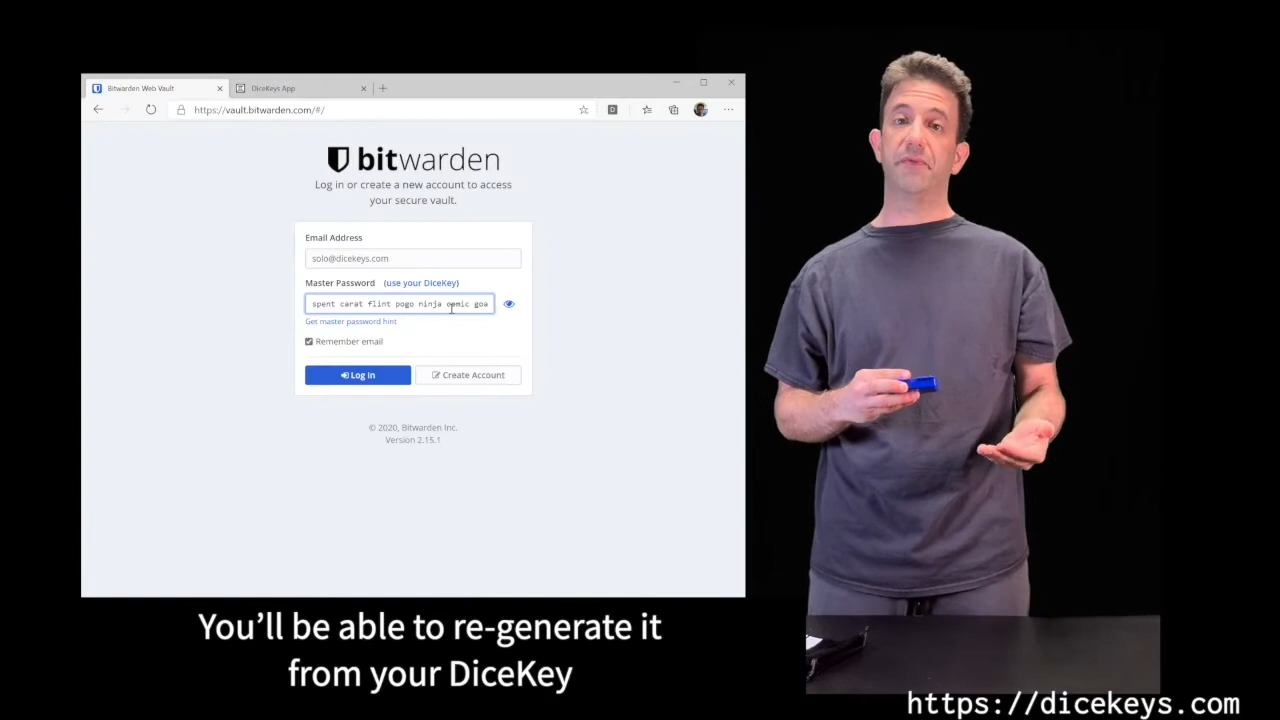 Bitwarden Web Vault
DiceKeys App
https://vault.bitwarden.com/#/
bitwarden
Log in or create a new account to access
your secure vault.
Email Address
solo@dicekeys.com
Master Password (use your DiceKey)
spent carat flint pogo ninja comic goa
Get master password hint
Remember email
Log In
Create Account
© 2020, Bitwarden Inc.
Version 2.15.1
You’ll be able to re-generate it
from your DiceKey
https://dicekeys.com